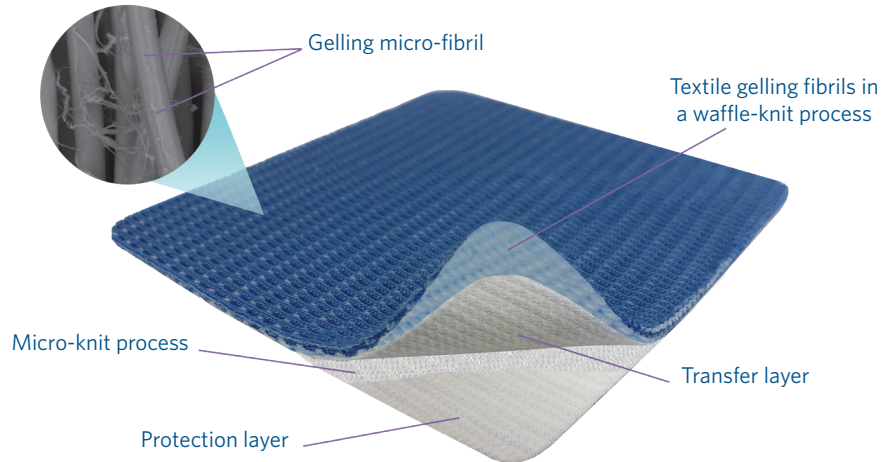 Gelling micro-fibril
Textile gelling fibrils in
a waffle-knit process
Micro-knit process
Transfer layer
Protection layer